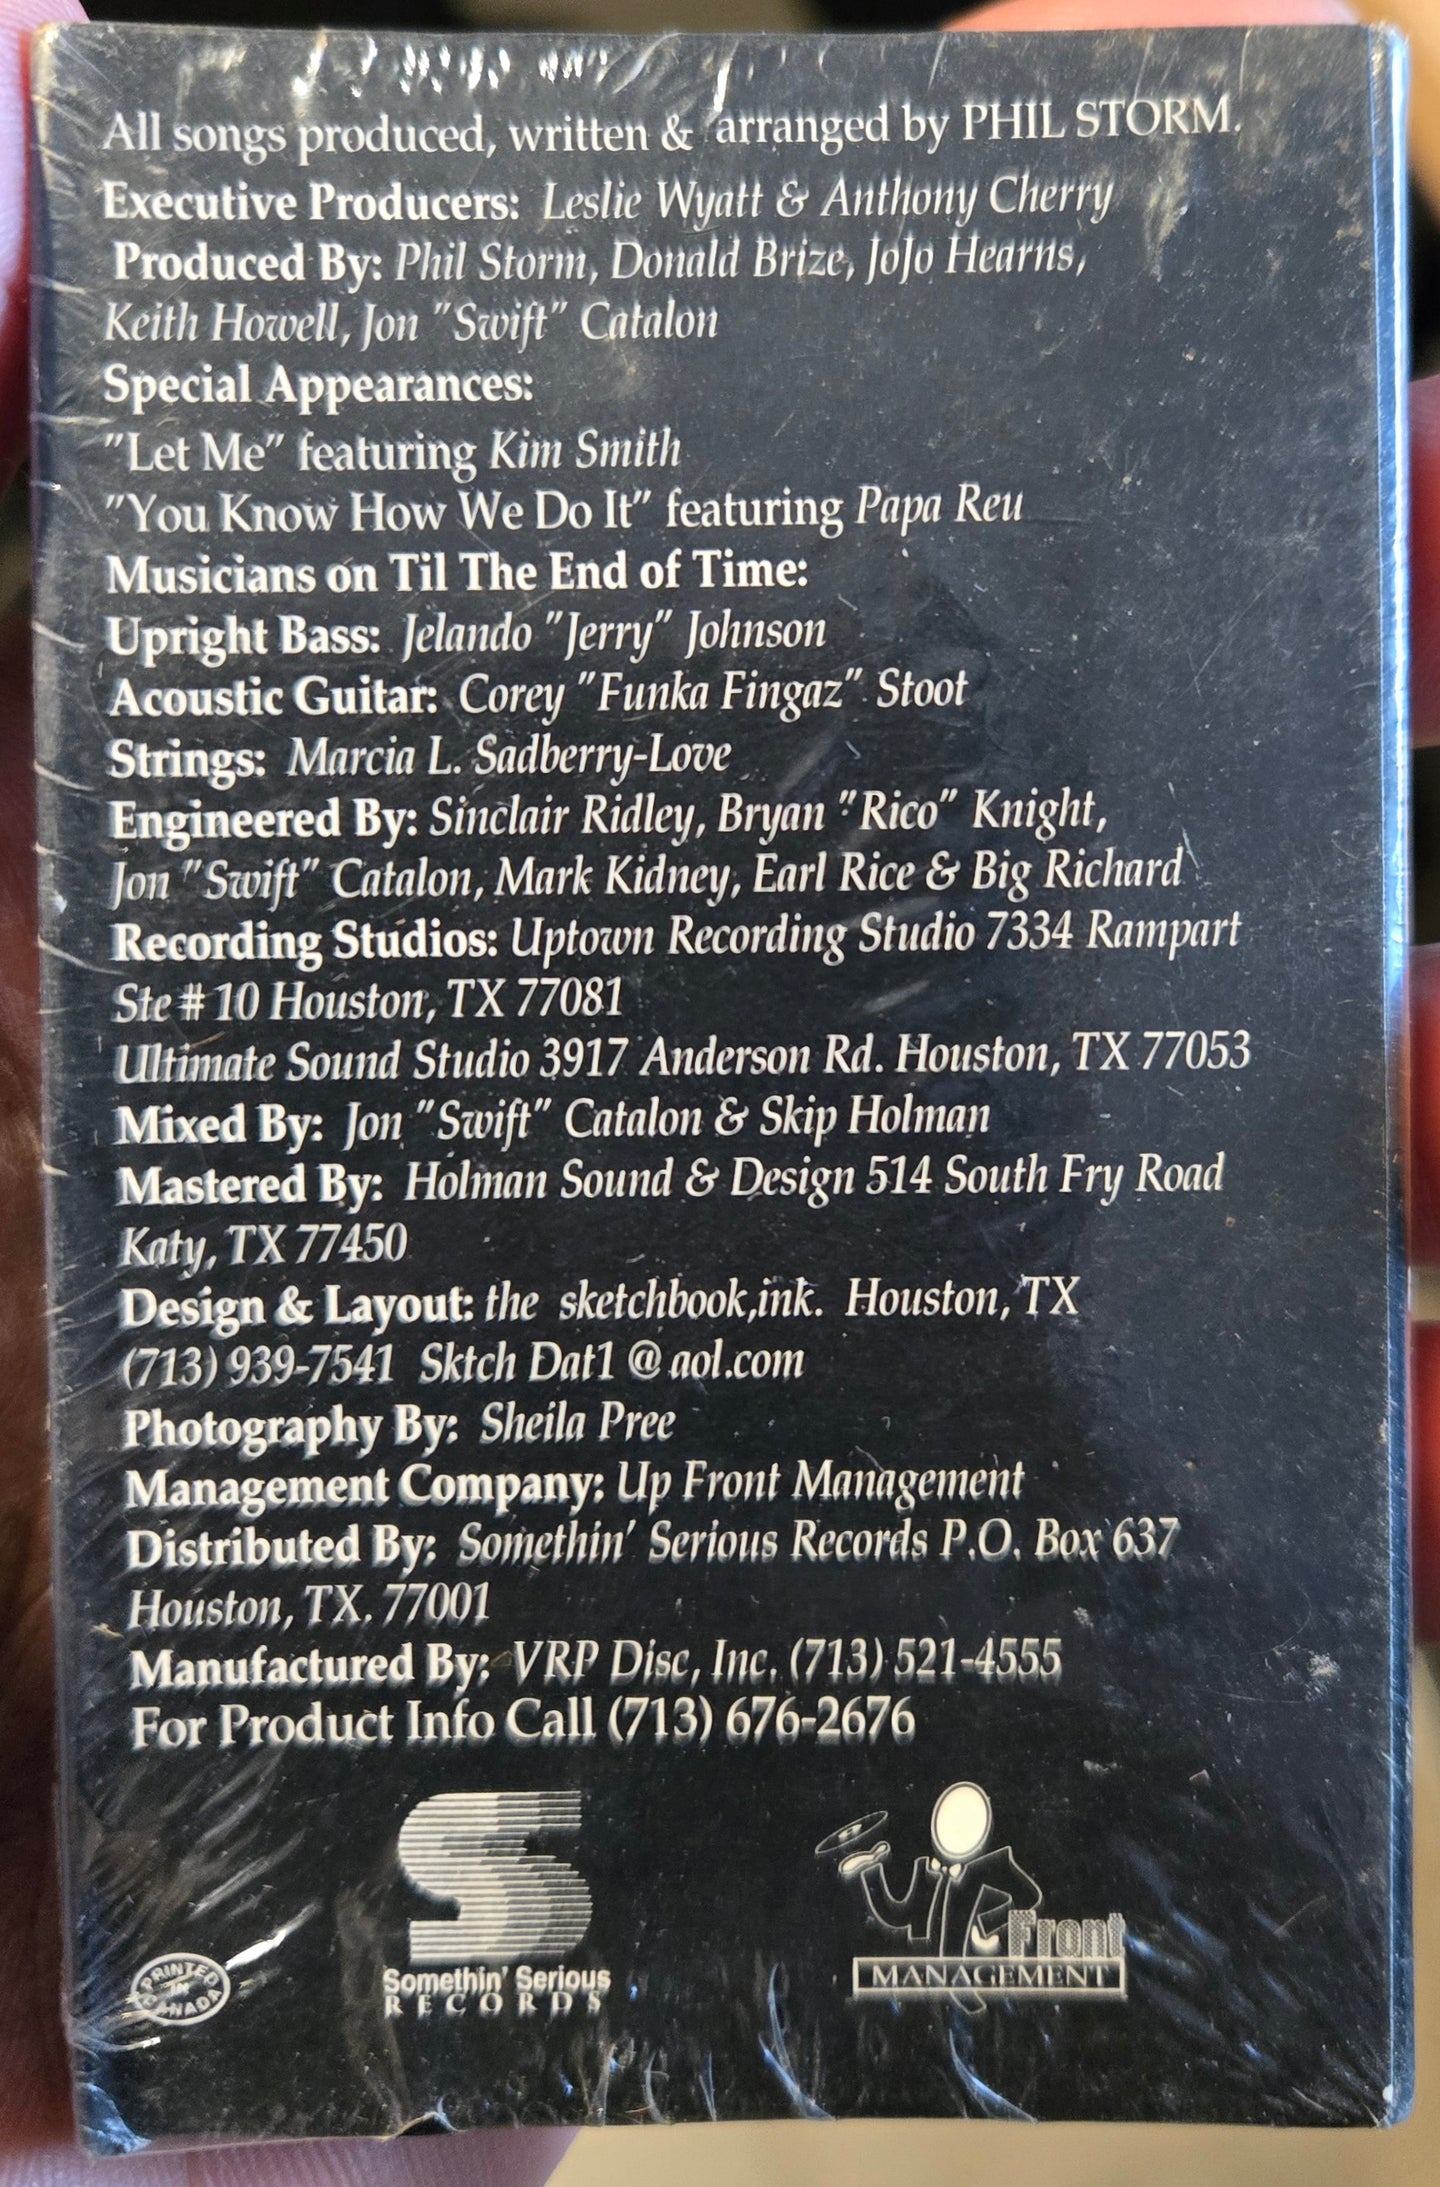 All songs produced, written & arranged by PHIL STORM.
Executive Producers: Leslie Wyatt & Anthony Cherry
Produced By: Phil Storm, Donald Brize, JoJo Hearns,
Keith Howell, Jon "Swift" Catalon
Special Appearances:
"Let Me" featuring Kim Smith
"You Know How We Do It" featuring Papa Reu
Musicians on Til The End of Time:
Upright Bass: Jelando "Jerry" Johnson
Acoustic Guitar: Corey "Funka Fingaz" Stoot
Strings: Marcia L. Sadberry-Love
Engineered By: Sinclair Ridley, Bryan "Rico" Knight,
Jon "Swift" Catalon, Mark Kidney, Earl Rice & Big Richard
Recording Studios: Uptown Recording Studio 7334 Rampart
Ste # 10 Houston, TX 77081
Ultimate Sound Studio 3917 Anderson Rd. Houston, TX 77053
Mixed By: Jon "Swift" Catalon & Skip Holman
Mastered By: Holman Sound & Design 514 South Fry Road
Katy, TX 77450
Design & Layout: the sketchbook,ink. Houston, TX
(713) 939-7541 Sktch Dat1 @ aol.com
Photography By: Sheila Pree
Management Company: Up Front Management
Distributed By: Somethin' Serious Records P.O. Box 637
Houston, TX. 77001
Manufactured By: VRP Disc, Inc. (713) 521-4555
For Product Info Call (713) 676-2676
PRINTED IN CANADA
Somethin' Serious
RECORDS
Front
MANAGEMENT